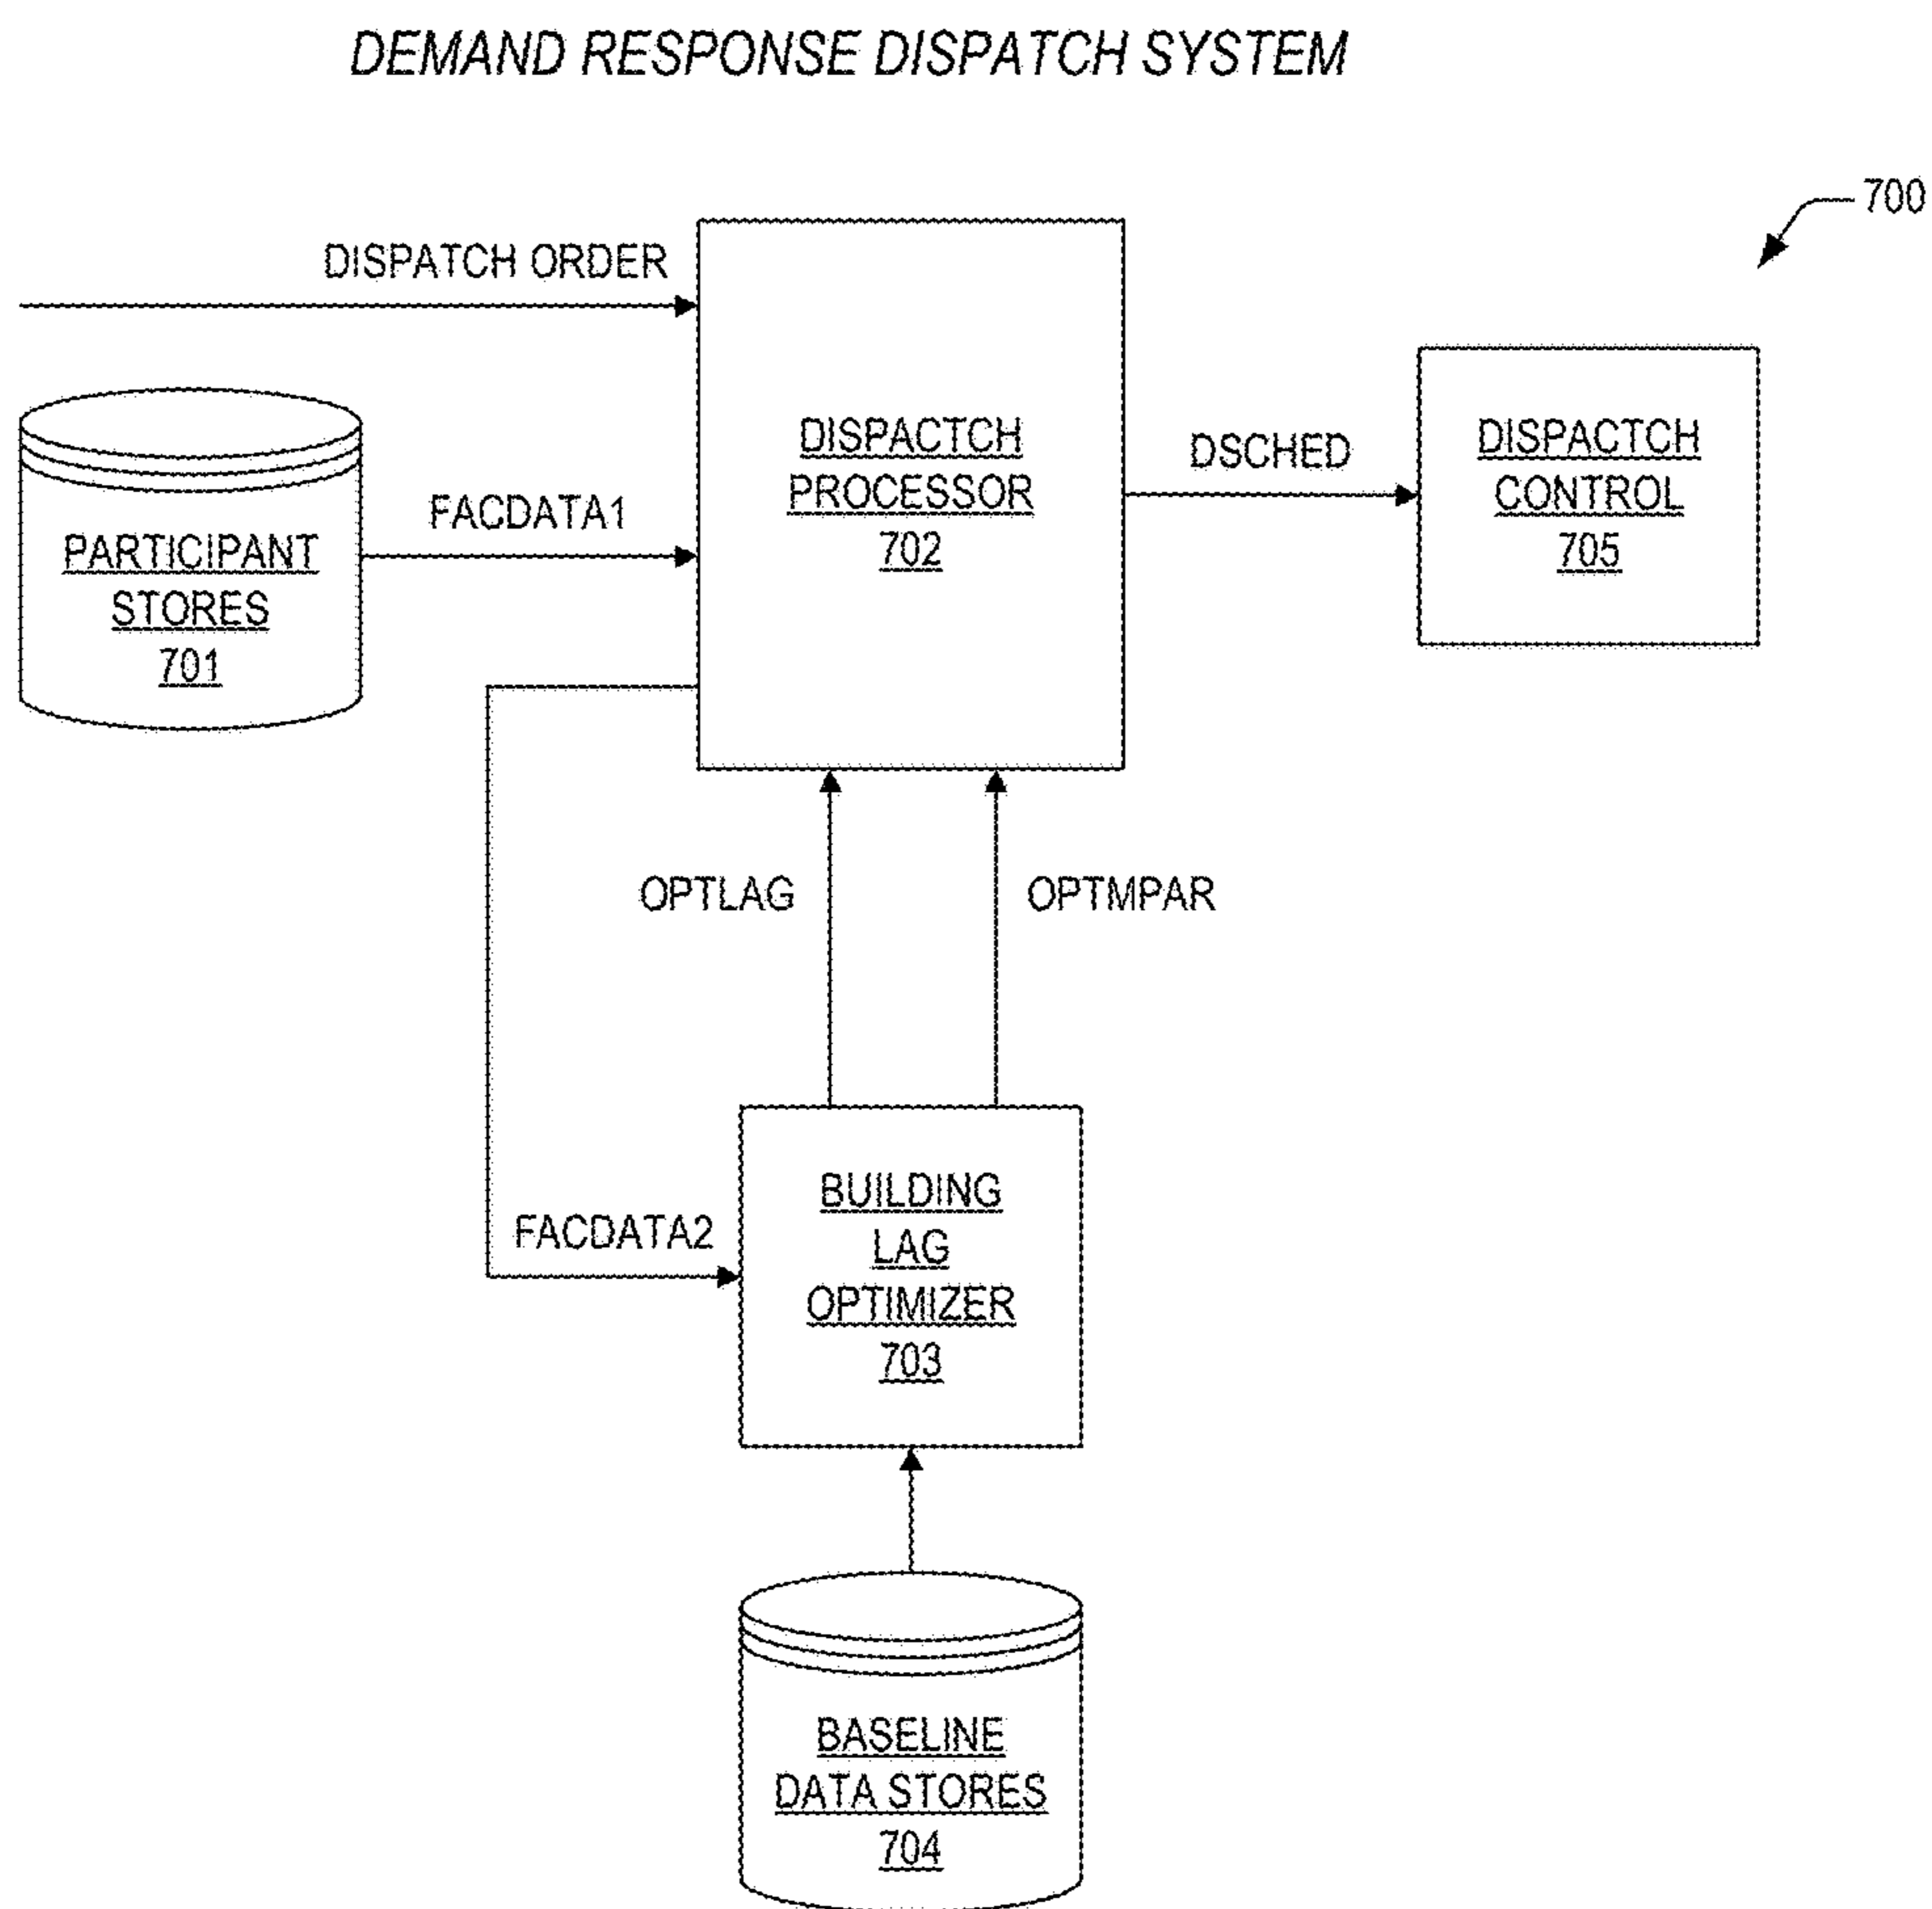 DEMAND RESPONSE DISPATCH SYSTEM
700
DISPATCH ORDER
DISPACTCH
PROCESSOR
702
DSCHED
DISPACTCH
CONTROL
705
FACDATA1
PARTICIPANT
STORES
701
OPTLAG
OPTMPAR
FACDATA2
BUILDING
LAG
OPTIMIZER
703
BASELINE
DATA STORES
704